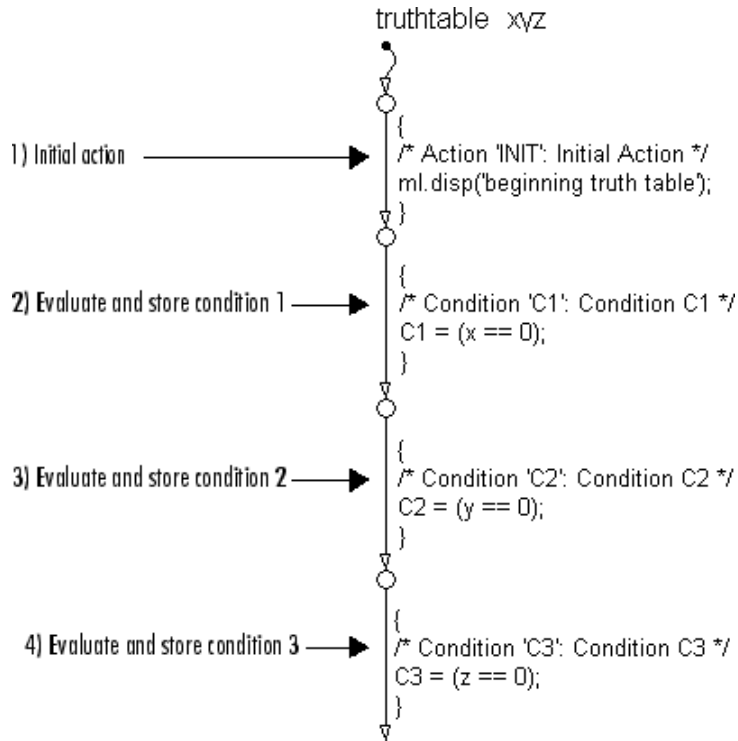 truthtable xyz
1) Initial action
{
/* Action 'INIT': Initial Action */
ml.disp('beginning truth table');
}
2) Evaluate and store condition 1
{
/* Condition 'C1': Condition C1 */
C1 = (x == 0);
}
3) Evaluate and store condition 2
{
/* Condition 'C2': Condition C2 */
C2 = (y == 0);
}
4) Evaluate and store condition 3
{
/* Condition 'C3': Condition C3 */
C3 = (z == 0);
}